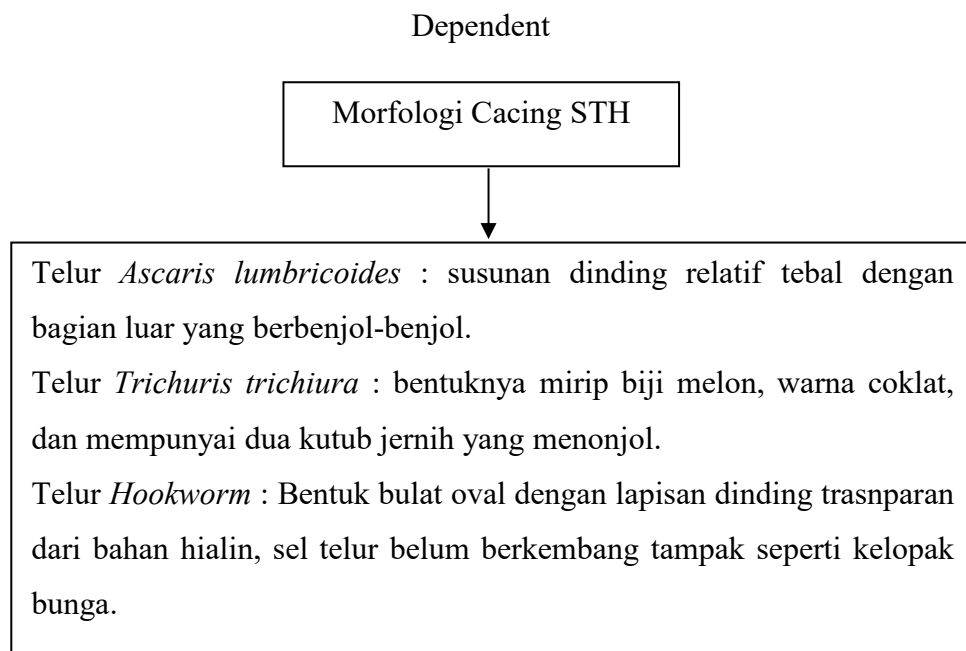 Dependent
Morfologi Cacing STH
Telur Ascaris lumbricoides : susunan dinding relatif tebal dengan
bagian luar yang berbenjol-benjol.
Telur Trichuris trichiura : bentuknya mirip biji melon, warna coklat,
dan mempunyai dua kutub jernih yang menonjol.
Telur Hookworm : Bentuk bulat oval dengan lapisan dinding trasnparan
dari bahan hialin, sel telur belum berkembang tampak seperti kelopak
bunga.